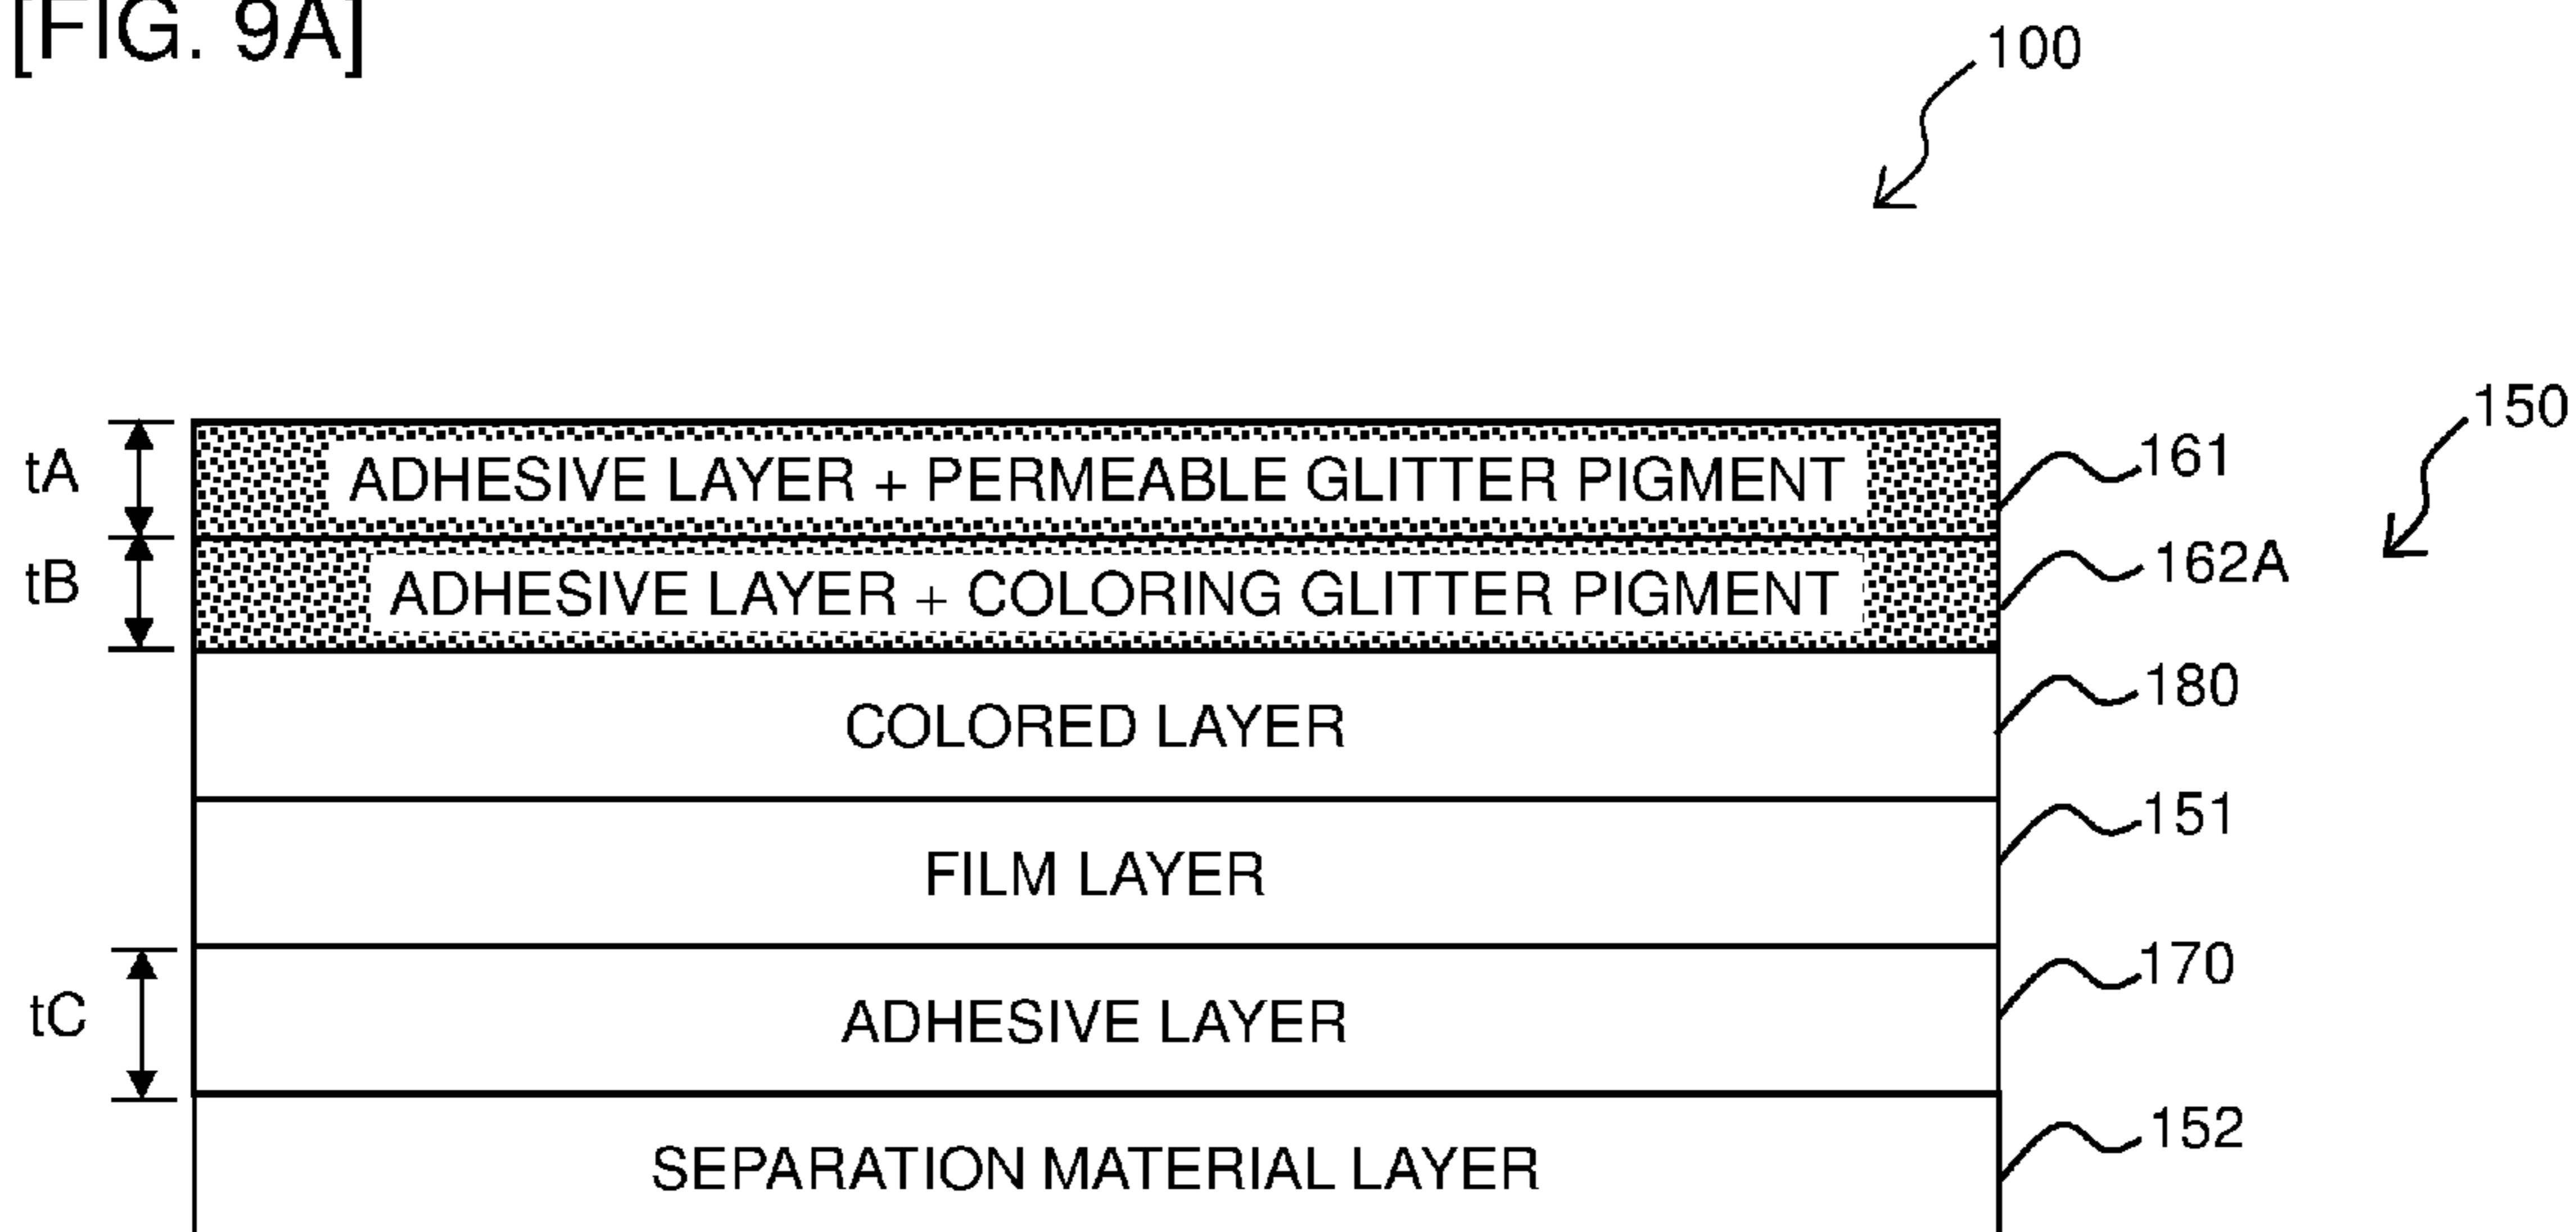 [FIG. 9A]
100
150
tA
ADHESIVE LAYER + PERMEABLE GLITTER PIGMENT
161
tB
ADHESIVE LAYER + COLORING GLITTER PIGMENT
162A
COLORED LAYER
180
FILM LAYER
151
tC
ADHESIVE LAYER
170
SEPARATION MATERIAL LAYER
152